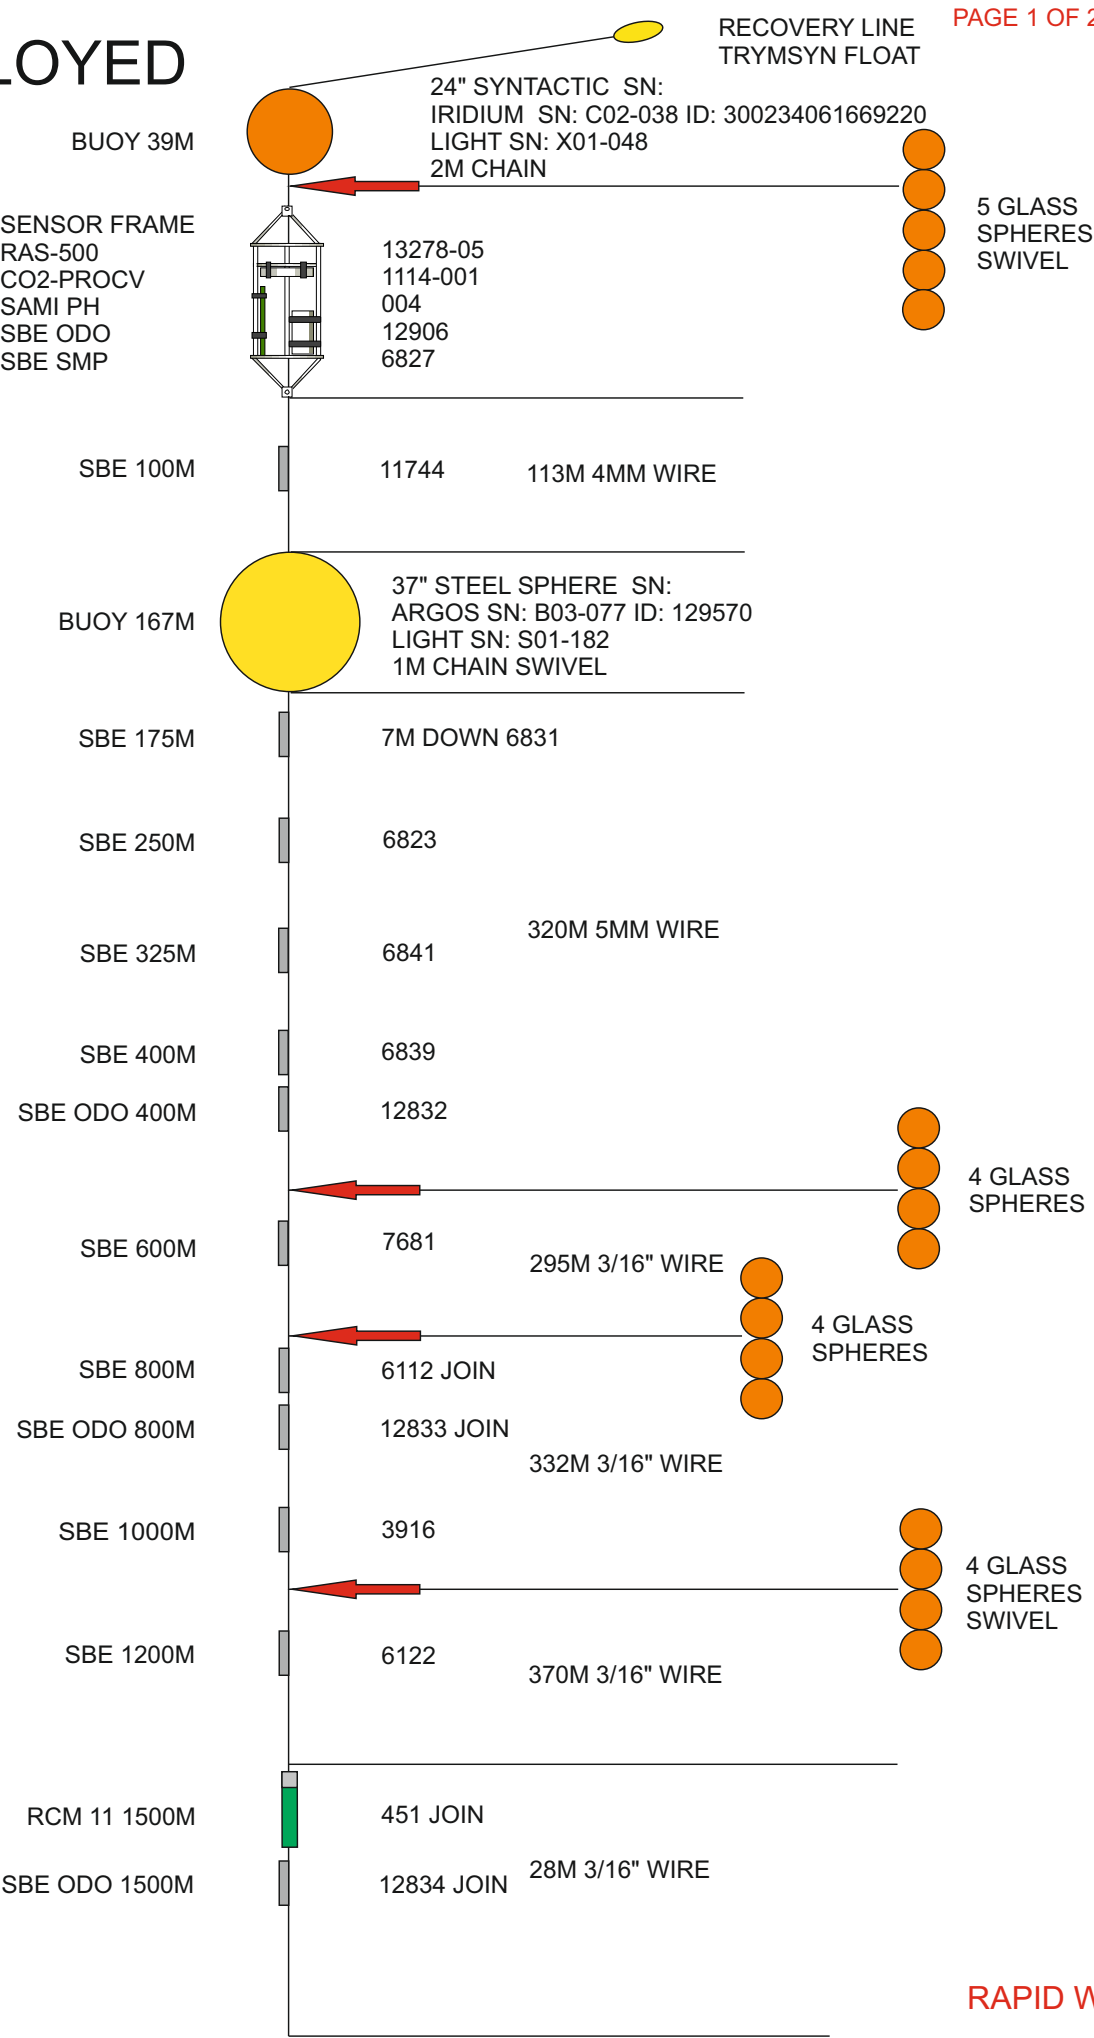 RECOVERY LINE
TRYMSYN FLOAT
PAGE 1 OF 2
LOYED
24" SYNTACTIC SN:
IRIDIUM SN: C02-038 ID: 300234061669220
LIGHT SN: X01-048
2M CHAIN
BUOY 39M
5 GLASS
SPHERES
SWIVEL
SENSOR FRAME
RAS-500 13278-05
CO2-PROCV 1114-001
SAMI PH 004
SBE ODO 12906
SBE SMP 6827
SBE 100M 11744 113M 4MM WIRE
37" STEEL SPHERE SN:
ARGOS SN: B03-077 ID: 129570
LIGHT SN: S01-182
1M CHAIN SWIVEL
BUOY 167M
SBE 175M 7M DOWN 6831
SBE 250M 6823
320M 5MM WIRE
SBE 325M 6841
SBE 400M 6839
SBE ODO 400M 12832
4 GLASS
SPHERES
SBE 600M 7681 295M 3/16" WIRE
4 GLASS
SPHERES
SBE 800M 6112 JOIN
SBE ODO 800M 12833 JOIN
332M 3/16" WIRE
SBE 1000M 3916
4 GLASS
SPHERES
SWIVEL
SBE 1200M 6122 370M 3/16" WIRE
RCM 11 1500M 451 JOIN
28M 3/16" WIRE
SBE ODO 1500M 12834 JOIN
RAPID W